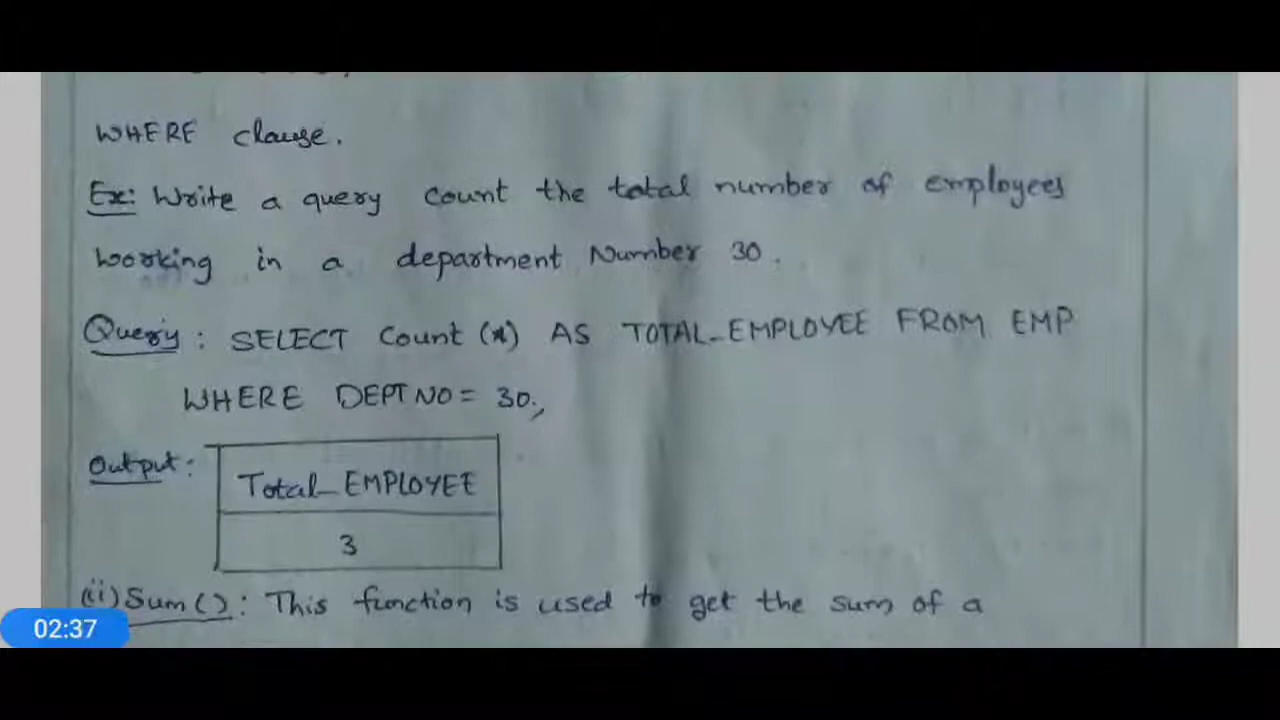 WHERE clause.
Ex: Write a query count the total number of employees
working in a department Number 30.
Query: SELECT Count (*) AS TOTAL_EMPLOYEE FROM EMP
WHERE DEPTNO = 30;
Output:
Total_EMPLOYEE
3
(ii) Sum(): This function is used to get the sum of a
02:37